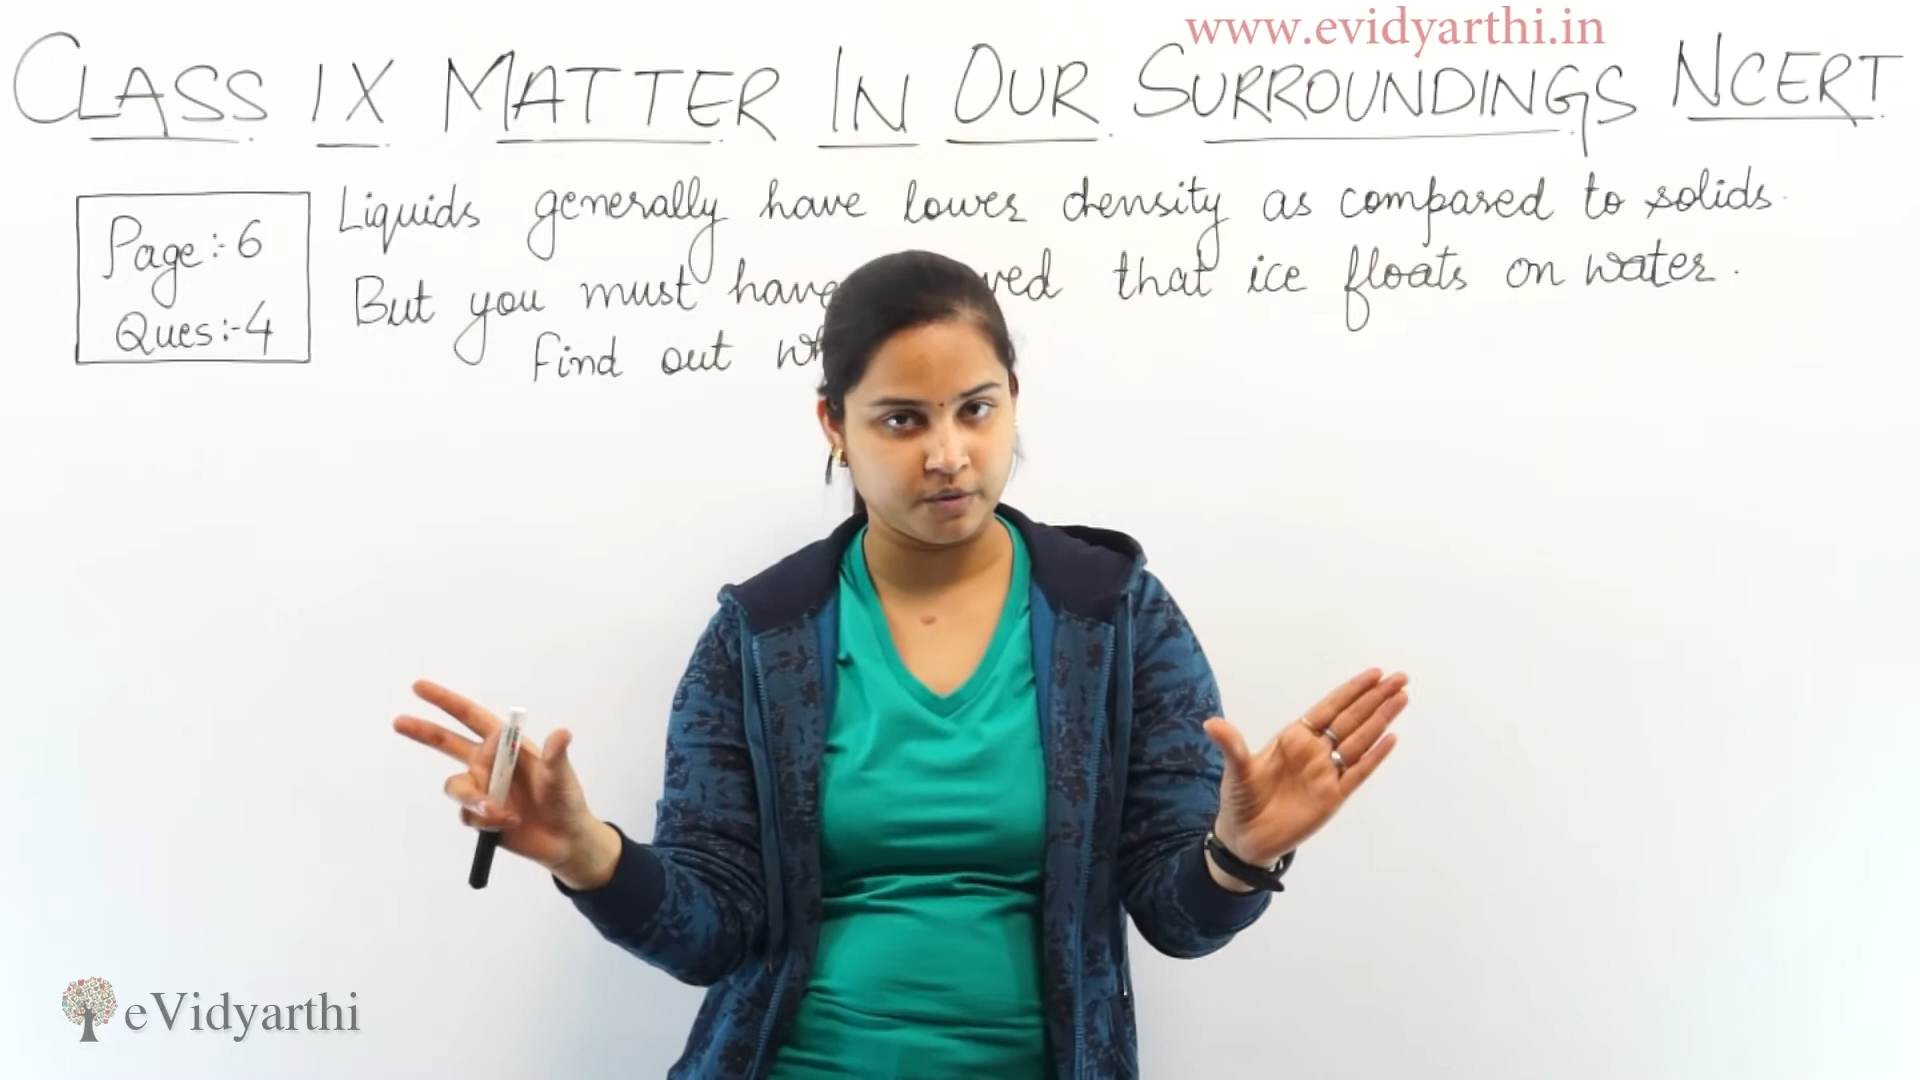 www.evidyarthi.in
CLASS IX MATTER IN OUR SURROUNDINGS NCERT
Page:-6
Ques:-4
Liquids generally have lower density as compared to solids.
But you must have that ice floats on water.
Find out
eVidyarthi